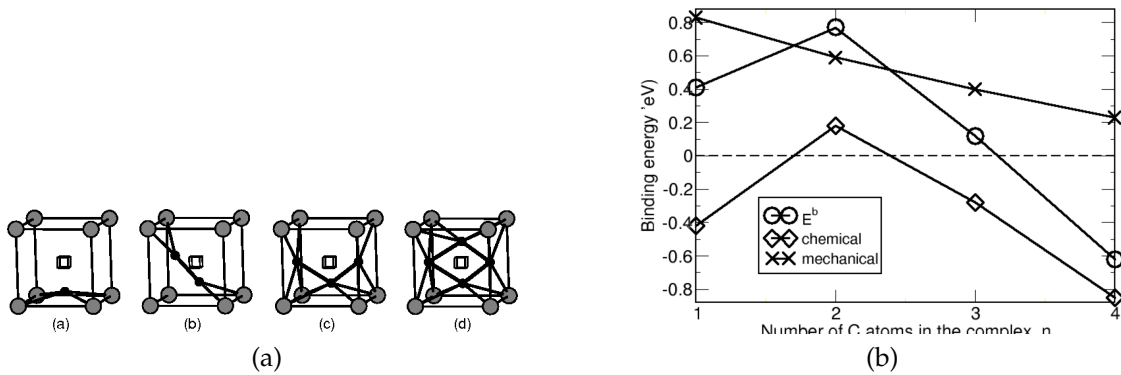 (a) (b) (c) (d)
(a)
Binding energy 'eV)
0.8
0.6
0.4
0.2
0
-0.2
-0.4
-0.6
-0.8
E^b
chemical
mechanical
1 2 3 4
Number of C atoms in the complex, n
(b)